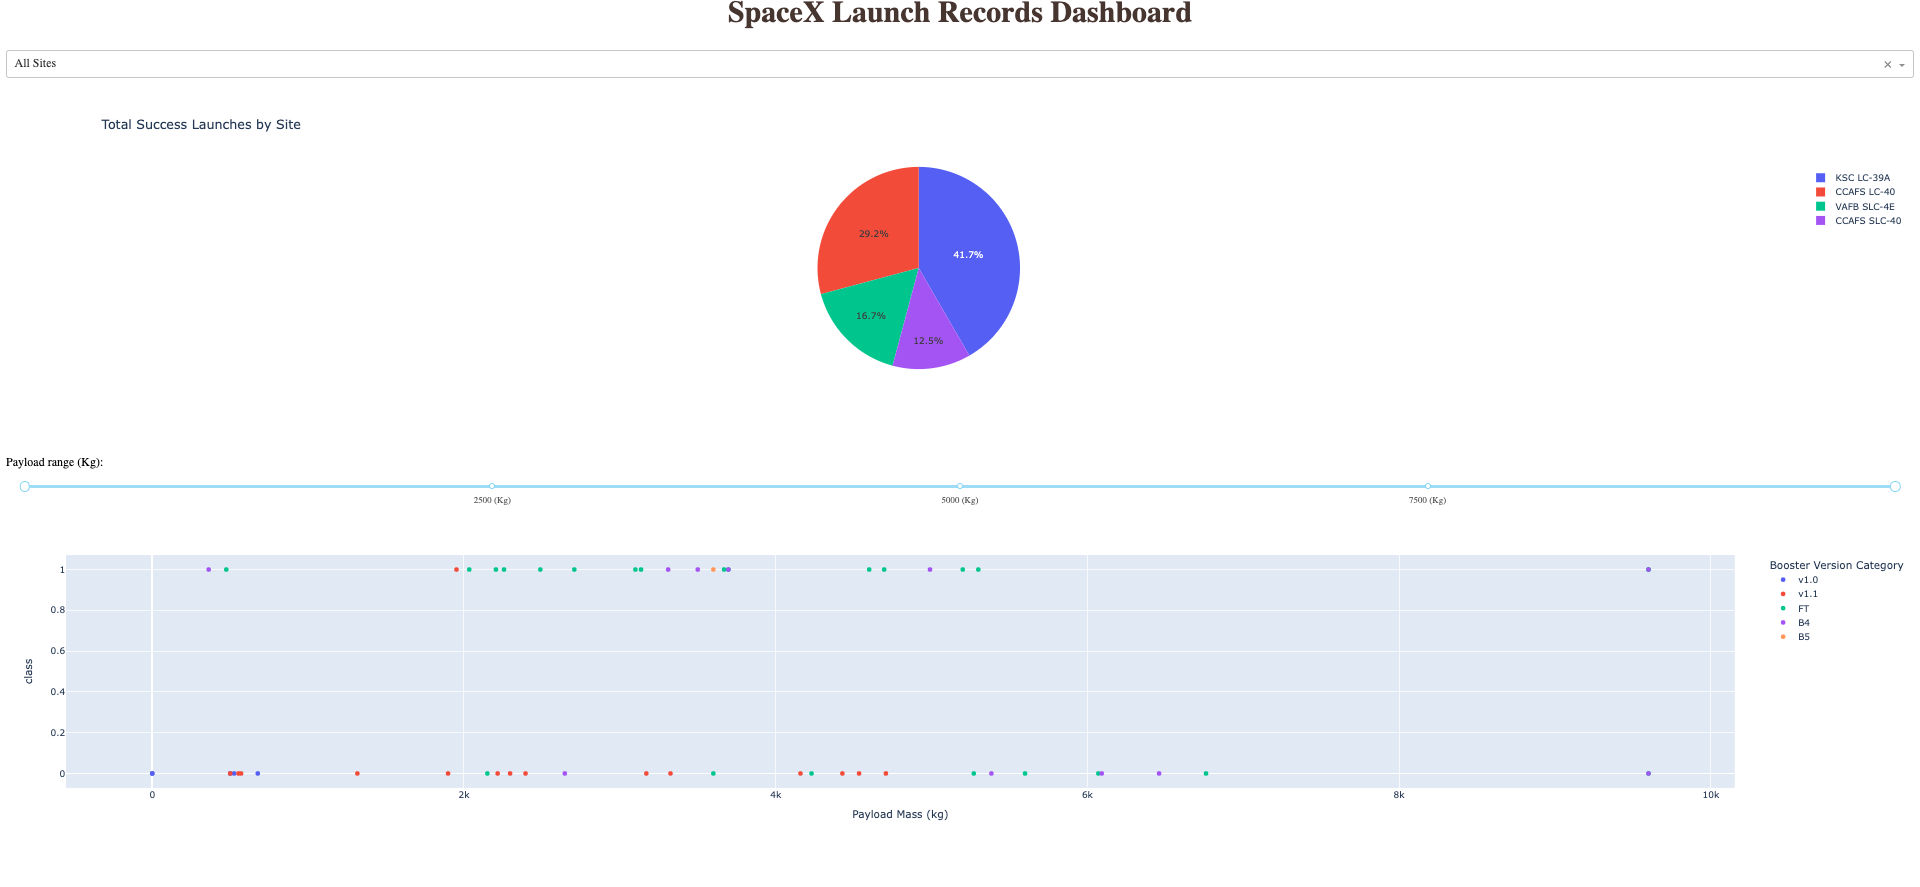 SpaceX Launch Records Dashboard
All Sites
Total Success Launches by Site
KSC LC-39A
CCAFS LC-40
VAFB SLC-4E
CCAFS SLC-40
29.2%
41.7%
16.7%
12.5%
Payload range (Kg):
2500 (Kg) 5000 (Kg) 7500 (Kg)
Booster Version Category
v1.0
v1.1
FT
B4
B5
class
1
0.8
0.6
0.4
0.2
0
0 2k 4k 6k 8k 10k
Payload Mass (kg)